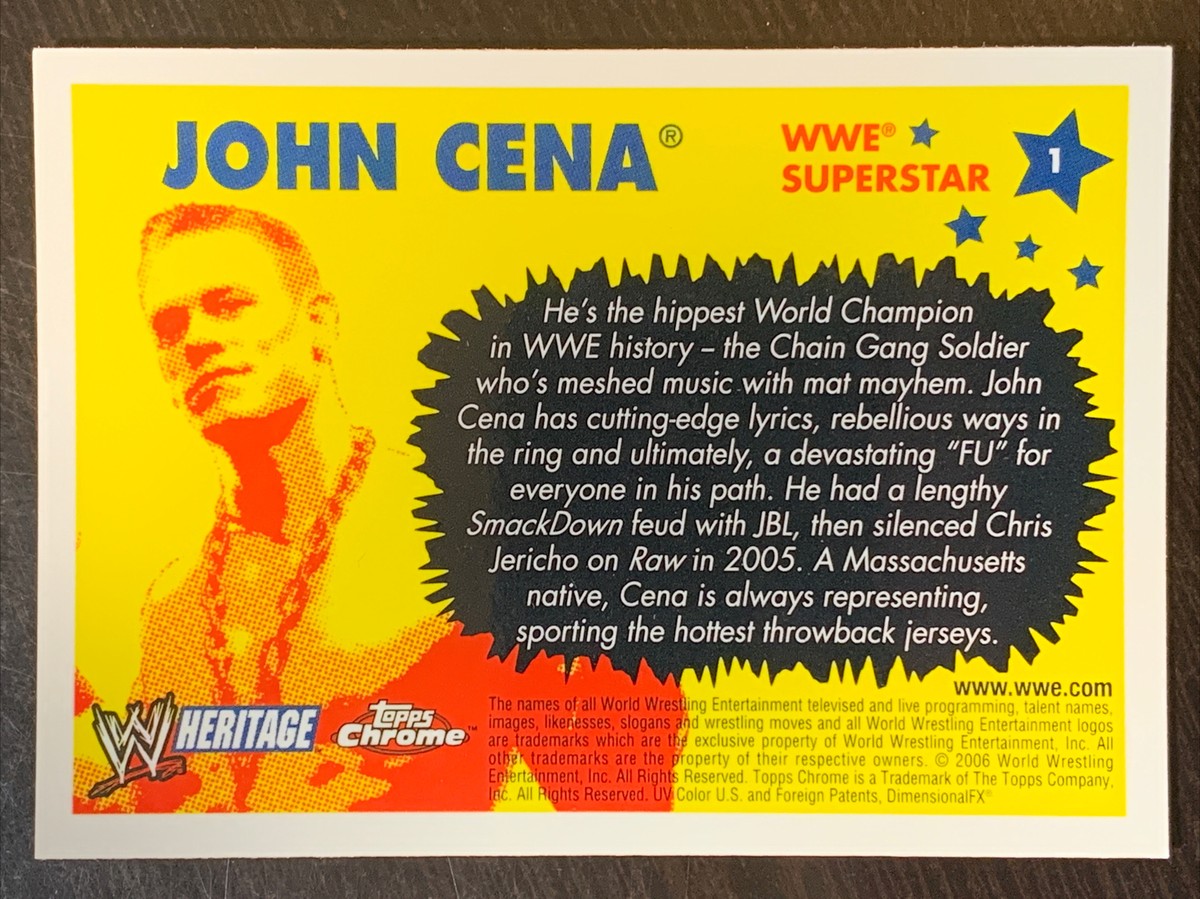 JOHN CENA®
WWE®
SUPERSTAR
1
He's the hippest World Champion
in WWE history – the Chain Gang Soldier
who's meshed music with mat mayhem. John
Cena has cutting-edge lyrics, rebellious ways in
the ring and ultimately, a devastating "FU" for
everyone in his path. He had a lengthy
SmackDown feud with JBL, then silenced Chris
Jericho on Raw in 2005. A Massachusetts
native, Cena is always representing,
sporting the hottest throwback jerseys.
www.wwe.com
W HERITAGE
Topps
Chrome™
The names of all World Wrestling Entertainment televised and live programming, talent names,
images, likenesses, slogans and wrestling moves and all World Wrestling Entertainment logos
are trademarks which are the exclusive property of World Wrestling Entertainment, Inc. All
other trademarks are the property of their respective owners. © 2006 World Wrestling
Entertainment, Inc. All Rights Reserved. Topps Chrome is a Trademark of The Topps Company,
Inc. All Rights Reserved. UV Color U.S. and Foreign Patents, DimensionalFX®